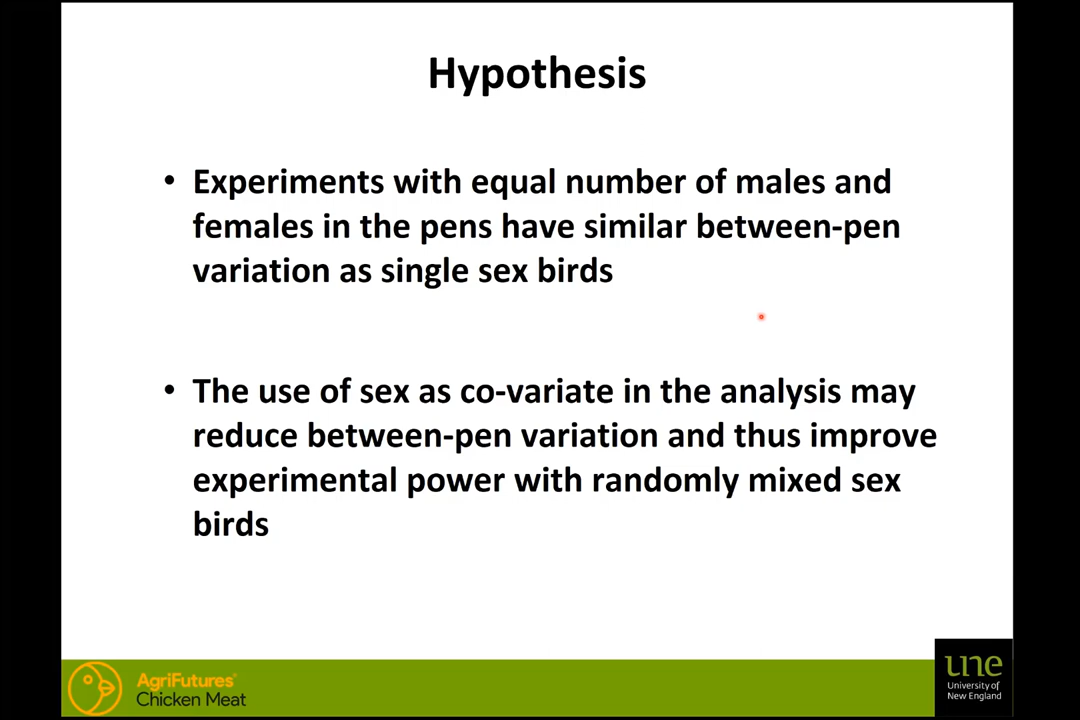 Hypothesis
• Experiments with equal number of males and
females in the pens have similar between-pen
variation as single sex birds
• The use of sex as co-variate in the analysis may
reduce between-pen variation and thus improve
experimental power with randomly mixed sex
birds
AgriFutures®
Chicken Meat
une
University of
New England